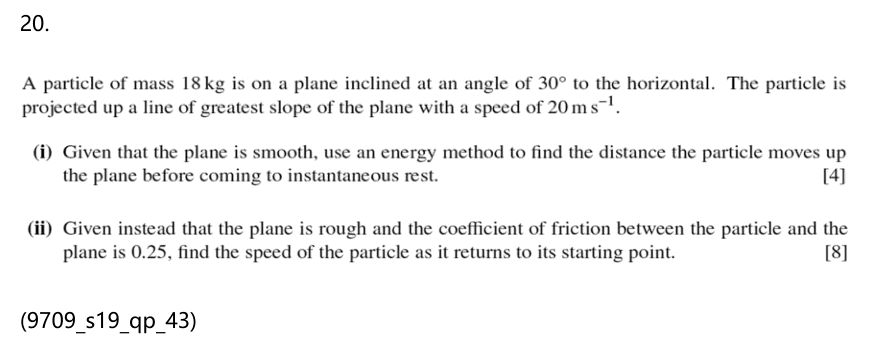 20.
A particle of mass 18 kg is on a plane inclined at an angle of 30° to the horizontal. The particle is
projected up a line of greatest slope of the plane with a speed of 20 m s⁻¹.
(i) Given that the plane is smooth, use an energy method to find the distance the particle moves up
the plane before coming to instantaneous rest. [4]
(ii) Given instead that the plane is rough and the coefficient of friction between the particle and the
plane is 0.25, find the speed of the particle as it returns to its starting point. [8]
(9709_s19_qp_43)